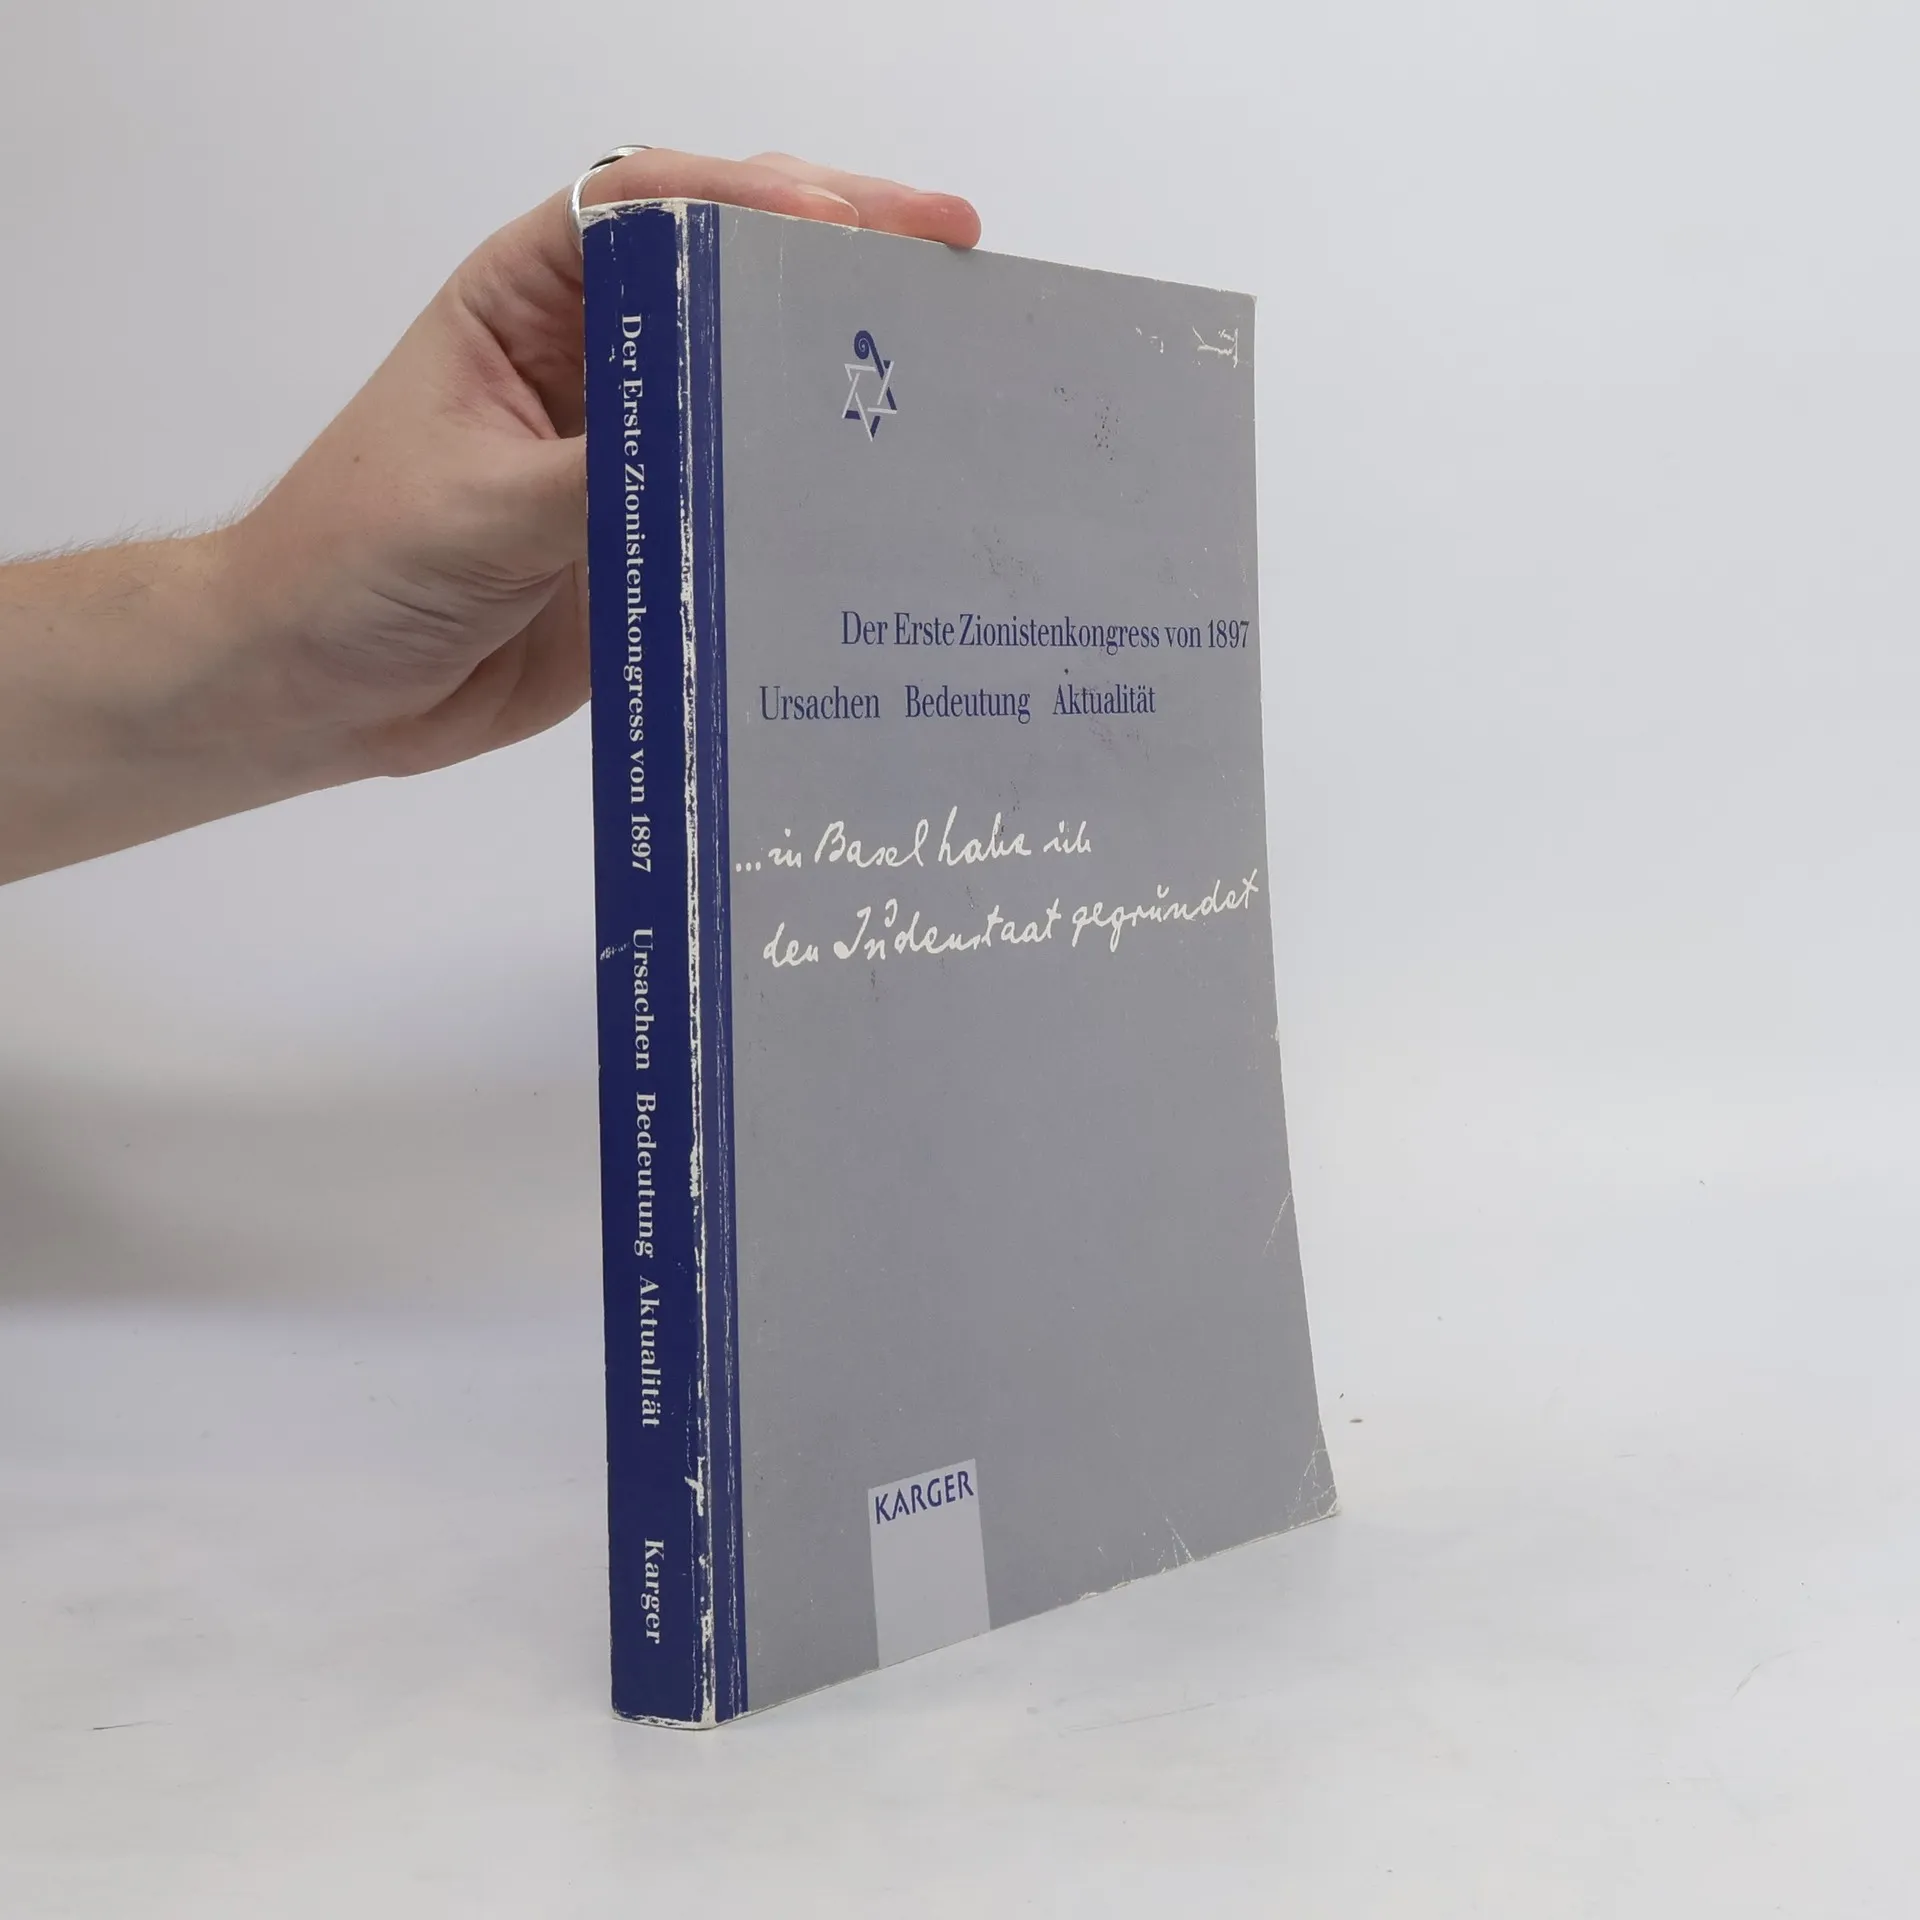 Der Erste Zionistenkongress von 1897 Ursachen Bedeutung Aktualität Karger
Der Erste Zionistenkongress von 1897
Ursachen Bedeutung Aktualität
...in Basel habe ich
den Judenstaat gegründet
KARGER